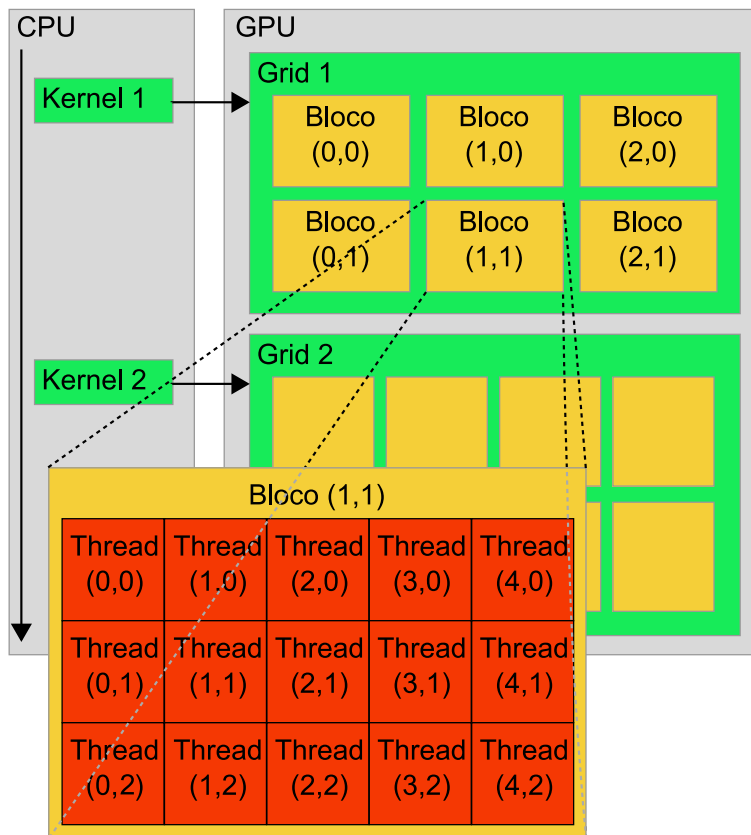 CPU
GPU
Kernel 1
Grid 1
Bloco
(0,0)
Bloco
(1,0)
Bloco
(2,0)
Bloco
(0,1)
Bloco
(1,1)
Bloco
(2,1)
Kernel 2
Grid 2
Bloco (1,1)
Thread
(0,0)
Thread
(1,0)
Thread
(2,0)
Thread
(3,0)
Thread
(4,0)
Thread
(0,1)
Thread
(1,1)
Thread
(2,1)
Thread
(3,1)
Thread
(4,1)
Thread
(0,2)
Thread
(1,2)
Thread
(2,2)
Thread
(3,2)
Thread
(4,2)